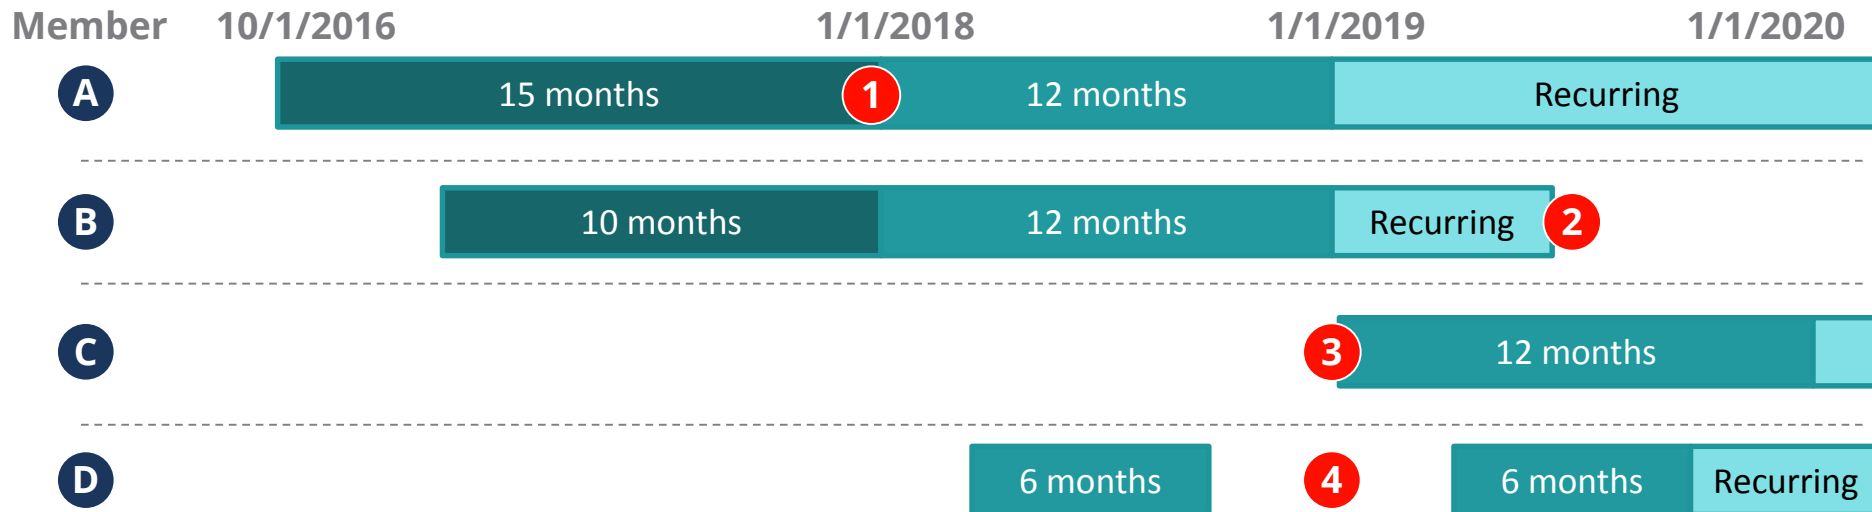 Member 10/1/2016 1/1/2018 1/1/2019 1/1/2020
A 15 months 1 12 months Recurring
B 10 months 12 months Recurring 2
C 3 12 months
D 6 months 4 6 months Recurring